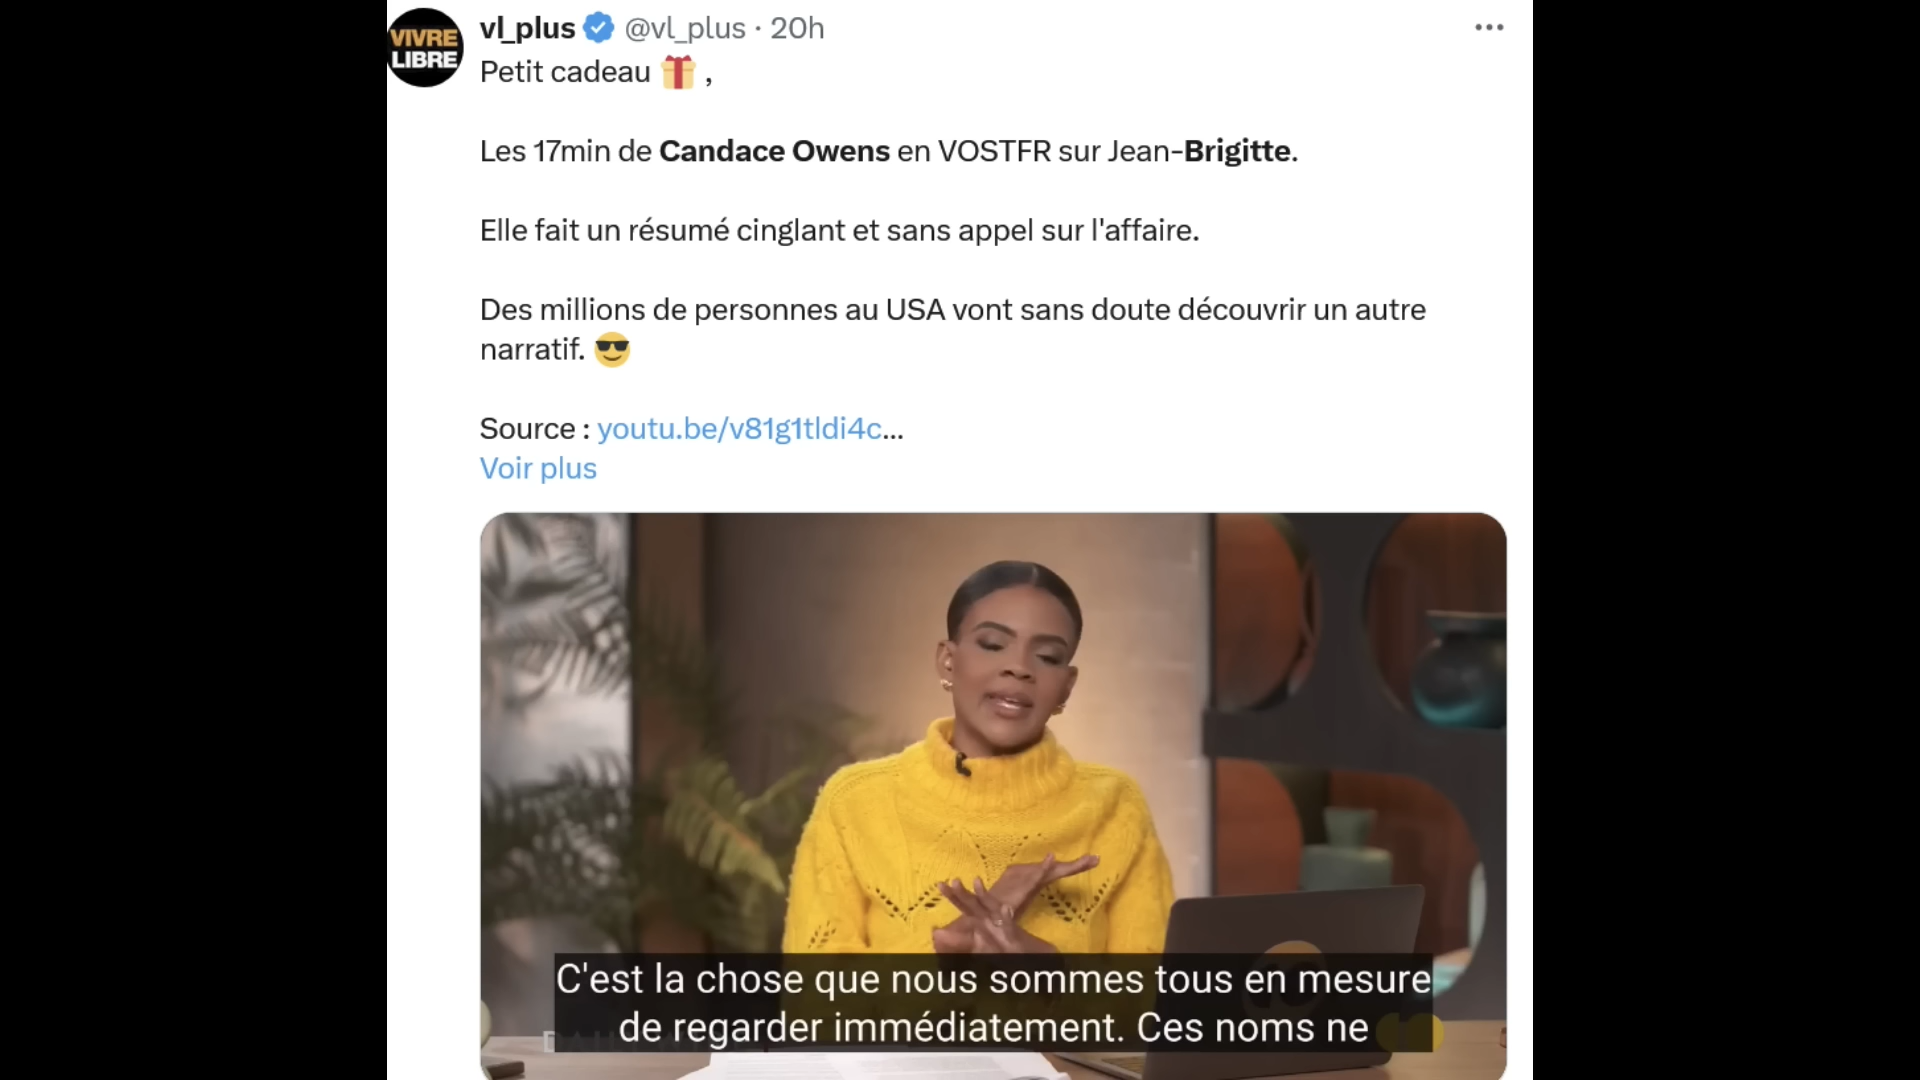 VIVRE
LIBRE
vl_plus @vl_plus · 20h
Petit cadeau 🎁 ,
Les 17min de Candace Owens en VOSTFR sur Jean-Brigitte.
Elle fait un résumé cinglant et sans appel sur l'affaire.
Des millions de personnes au USA vont sans doute découvrir un autre
narratif. 😎
Source : youtu.be/v81g1tldi4c...
Voir plus
C'est la chose que nous sommes tous en mesure
de regarder immédiatement. Ces noms ne